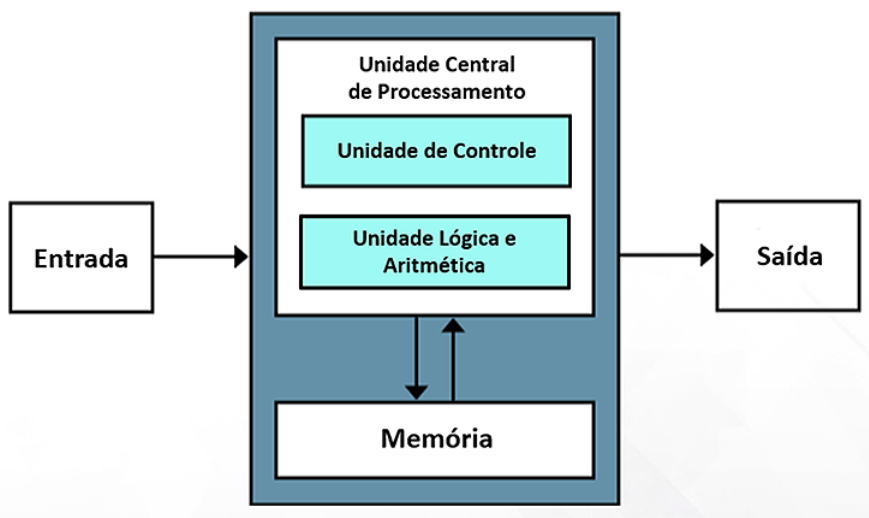 Unidade Central
de Processamento
Unidade de Controle
Unidade Lógica e
Aritmética
Entrada
Saída
Memória